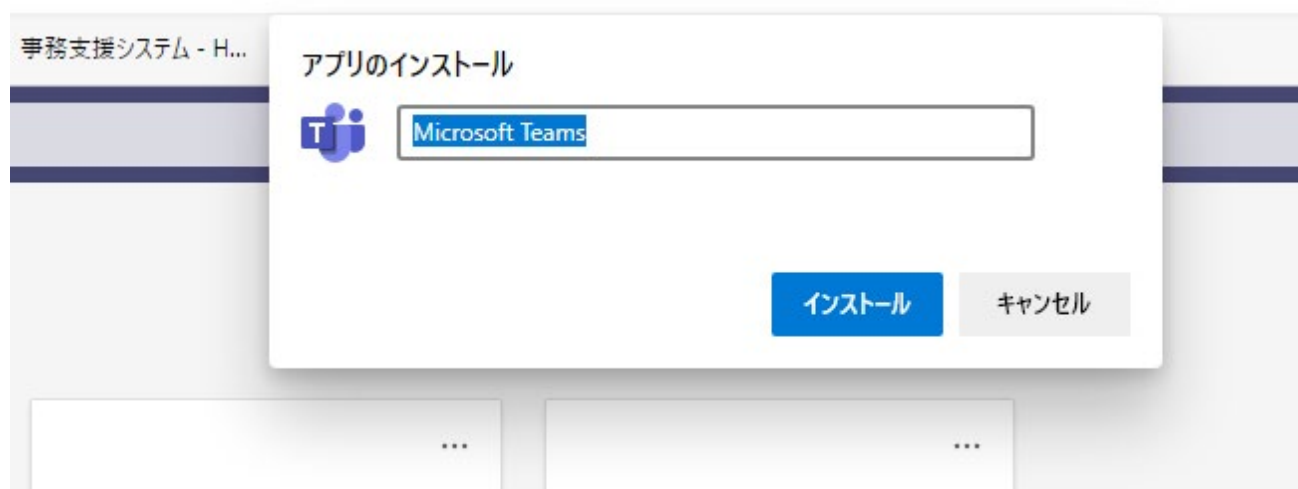 事務支援システム - H...
アプリのインストール
T
Microsoft Teams
インストール
キャンセル